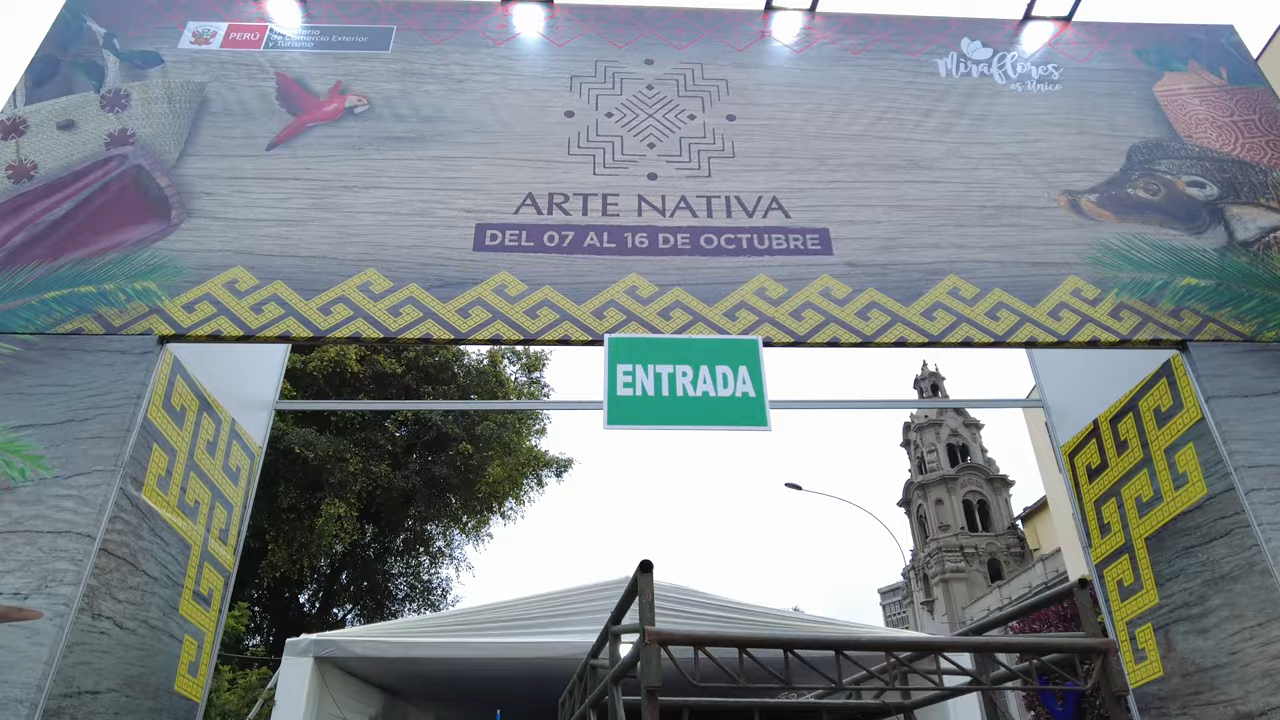 PERÚ
Ministerio
de Comercio Exterior
y Turismo
Miraflores
es Único
ARTE NATIVA
DEL 07 AL 16 DE OCTUBRE
ENTRADA